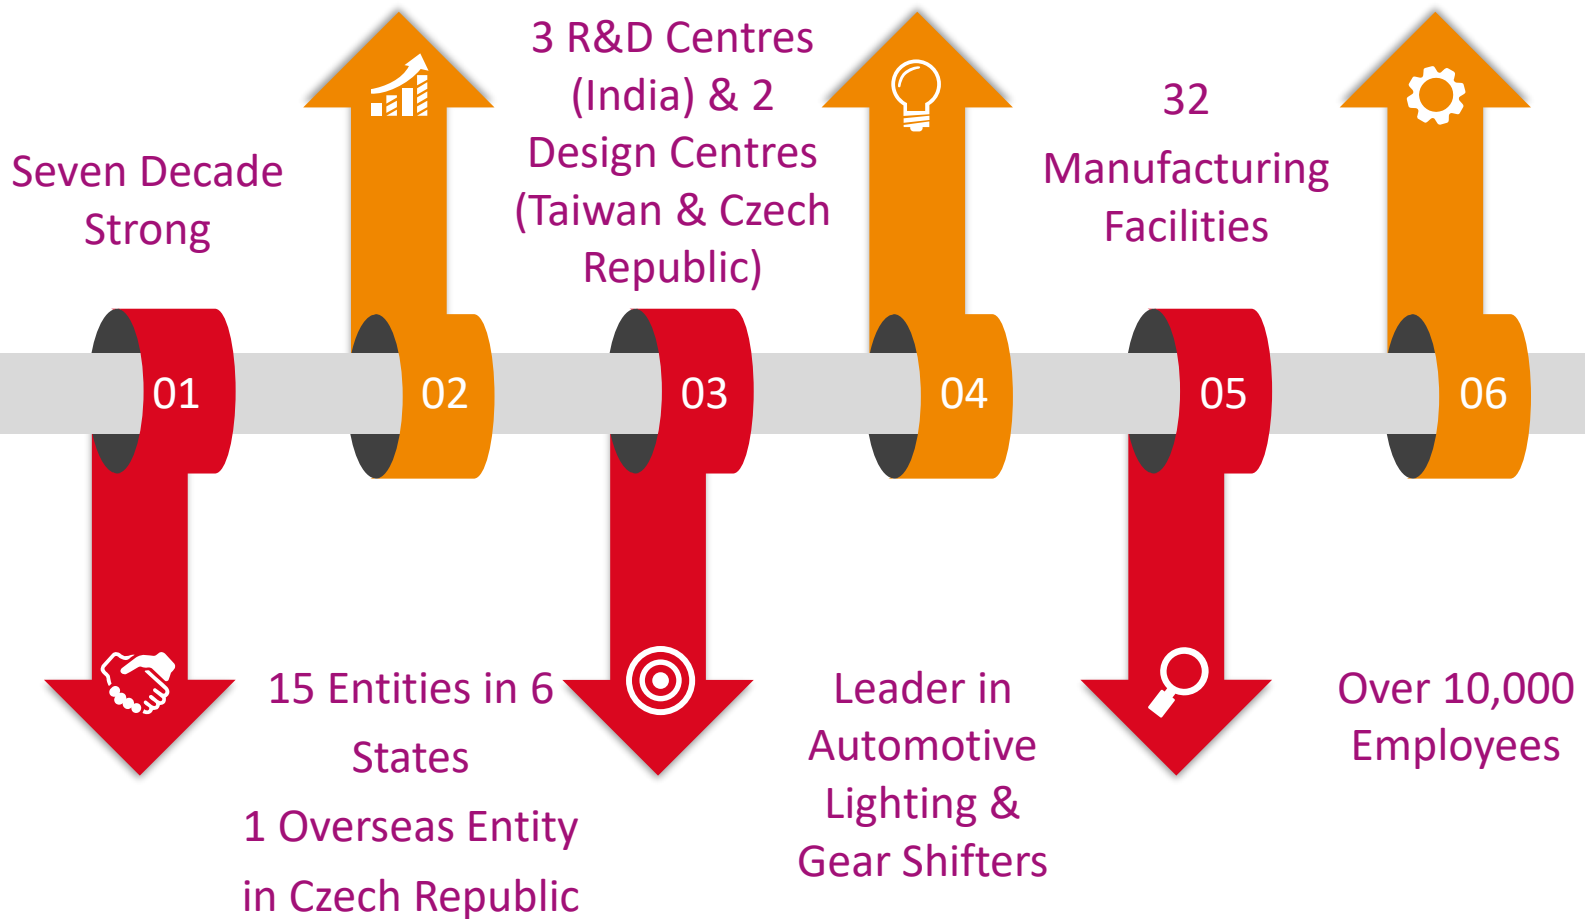 Seven Decade
Strong
01
02
15 Entities in 6
States
1 Overseas Entity
in Czech Republic
3 R&D Centres
(India) & 2
Design Centres
(Taiwan & Czech
Republic)
03
04
Leader in
Automotive
Lighting &
Gear Shifters
32
Manufacturing
Facilities
05
06
Over 10,000
Employees